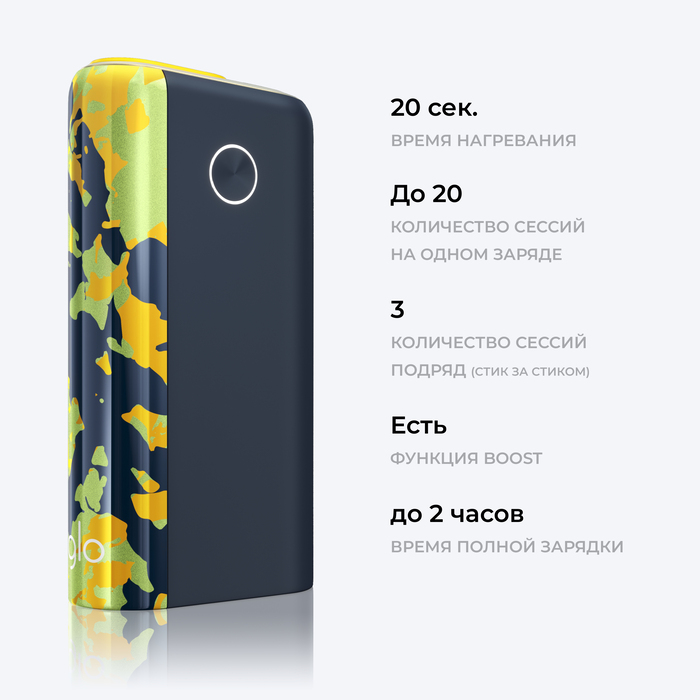 glo
20 сек.
ВРЕМЯ НАГРЕВАНИЯ
До 20
КОЛИЧЕСТВО СЕССИЙ
НА ОДНОМ ЗАРЯДЕ
3
КОЛИЧЕСТВО СЕССИЙ
ПОДРЯД (СТИК ЗА СТИКОМ)
Есть
ФУНКЦИЯ BOOST
до 2 часов
ВРЕМЯ ПОЛНОЙ ЗАРЯДКИ